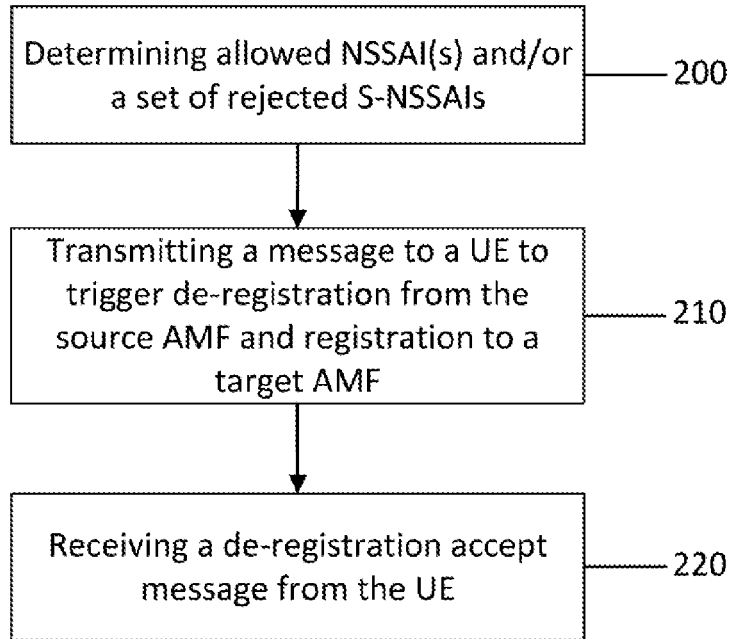 Determining allowed NSSAI(s) and/or
a set of rejected S-NSSAIs
200
Transmitting a message to a UE to
trigger de-registration from the
source AMF and registration to a
target AMF
210
Receiving a de-registration accept
message from the UE
220